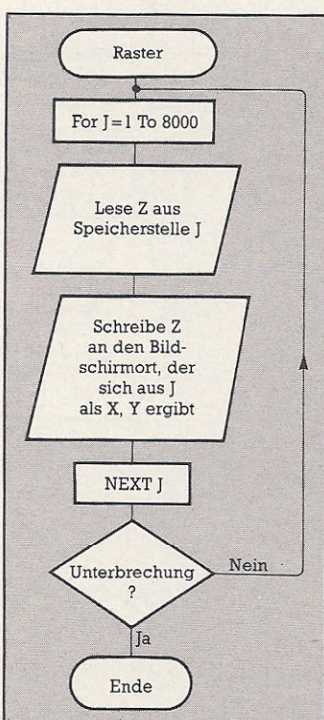 Raster
For J=1 To 8000
Lese Z aus
Speicherstelle J
Schreibe Z
an den Bild-
schirmort, der
sich aus J
als X, Y ergibt
NEXT J
Unterbrechung
?
Nein
Ja
Ende